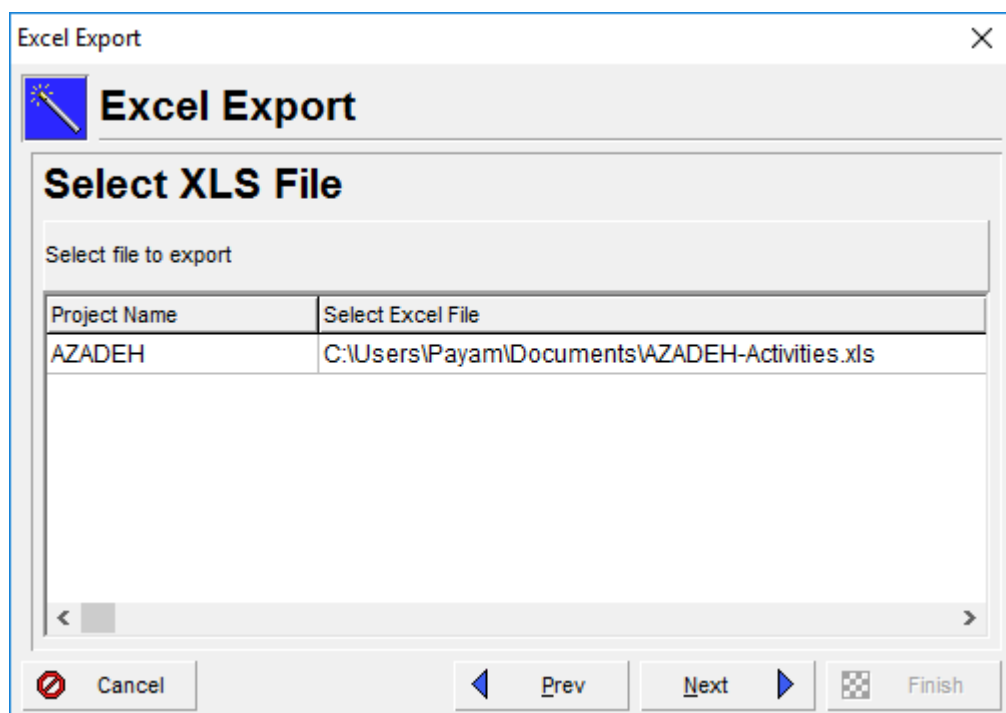 Excel Export
Excel Export
Select XLS File
Select file to export
Project Name Select Excel File
AZADEH C:\Users\Payam\Documents\AZADEH-Activities.xls
Cancel Prev Next Finish